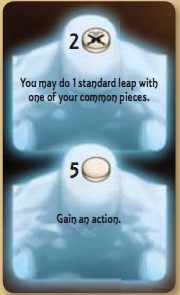 2
You may do 1 standard leap with
one of your common pieces.
5
Gain an action.